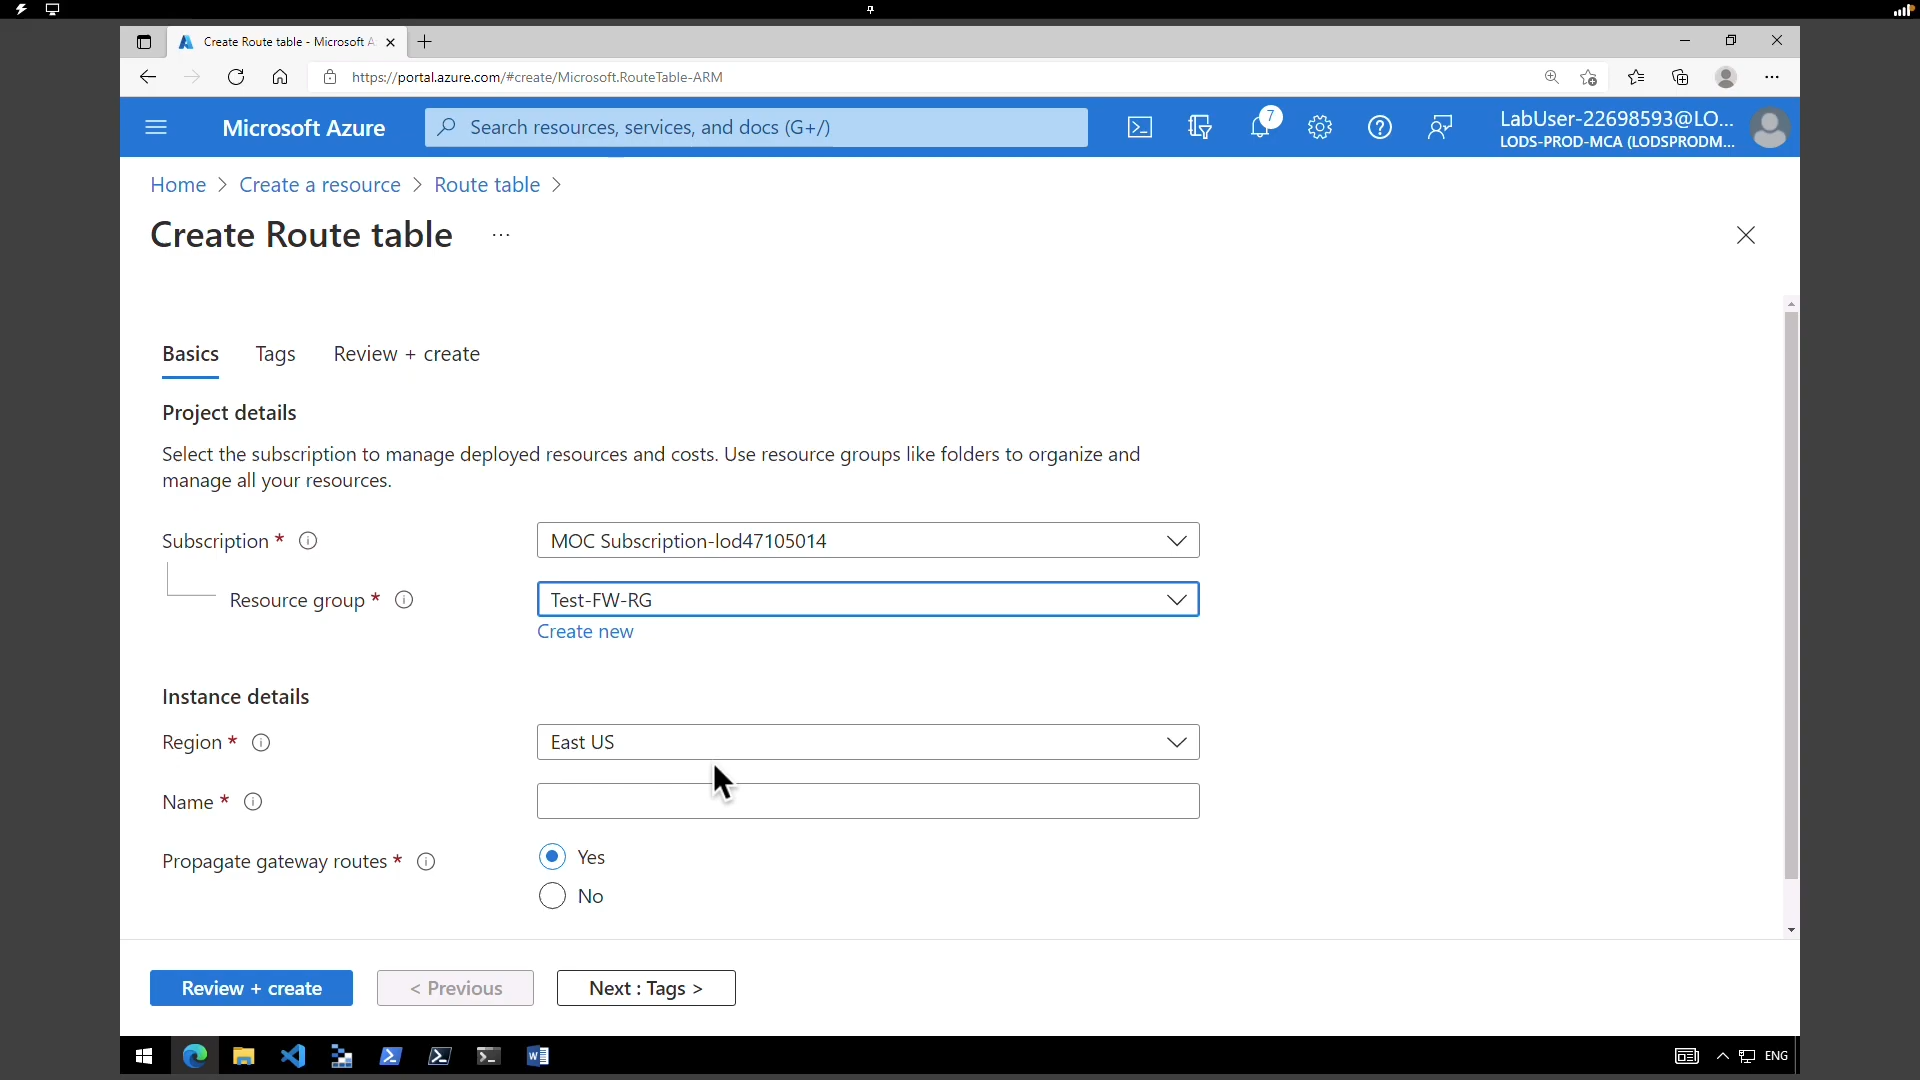 Create Route table - Microsoft A
https://portal.azure.com/#create/Microsoft.RouteTable-ARM
Microsoft Azure
Search resources, services, and docs (G+/)
7
LabUser-22698593@LO...
LODS-PROD-MCA (LODSPRODM...
Home > Create a resource > Route table >
Create Route table ...
Basics Tags Review + create
Project details
Select the subscription to manage deployed resources and costs. Use resource groups like folders to organize and
manage all your resources.
Subscription *
MOC Subscription-lod47105014
Resource group *
Test-FW-RG
Create new
Instance details
Region *
East US
Name *
Propagate gateway routes *
Yes
No
Review + create
< Previous
Next : Tags >
ENG